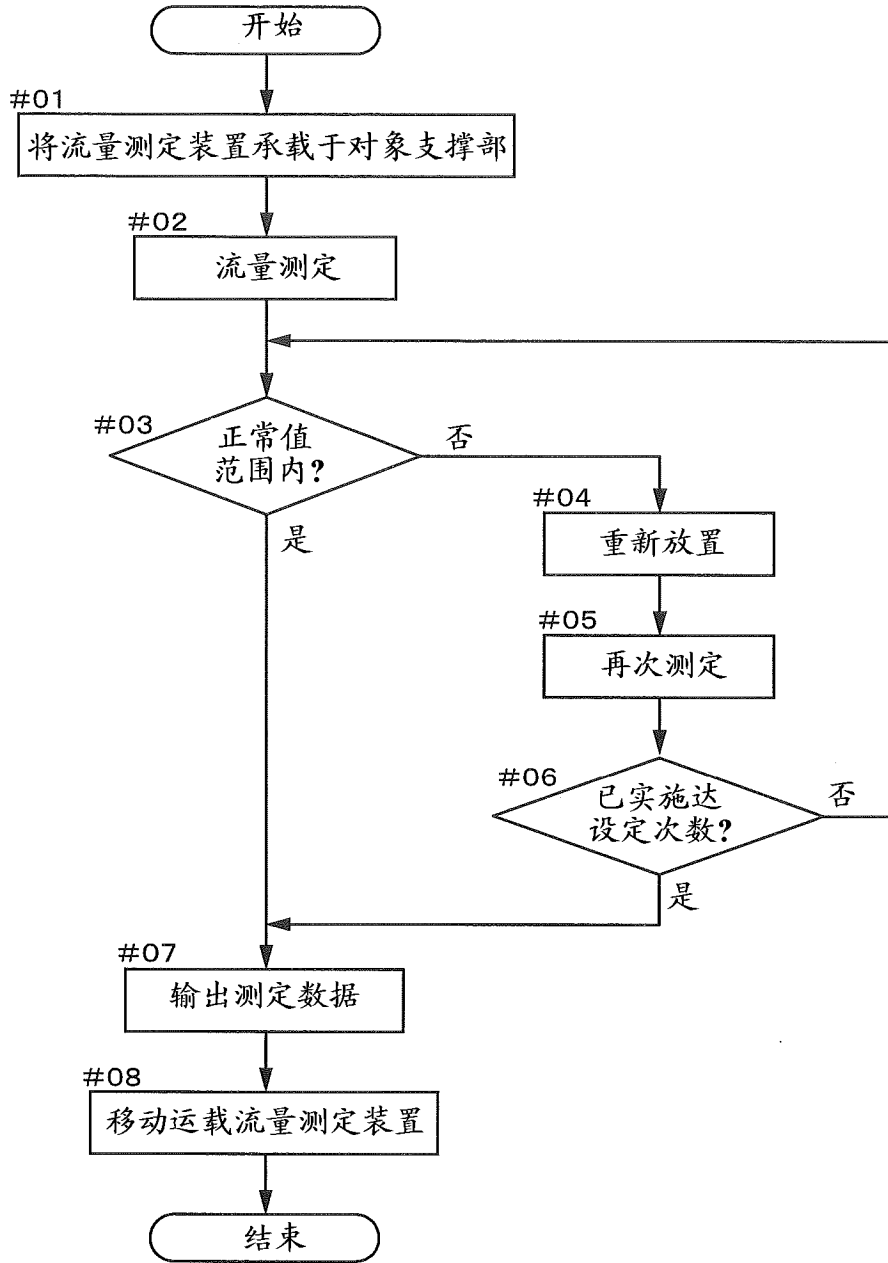 开始
#01
将流量测定装置承载于对象支撑部
#02
流量测定
#03
正常值
范围内?
否
是
#04
重新放置
#05
再次测定
#06
已实施达
设定次数?
否
是
#07
输出测定数据
#08
移动运载流量测定装置
结束